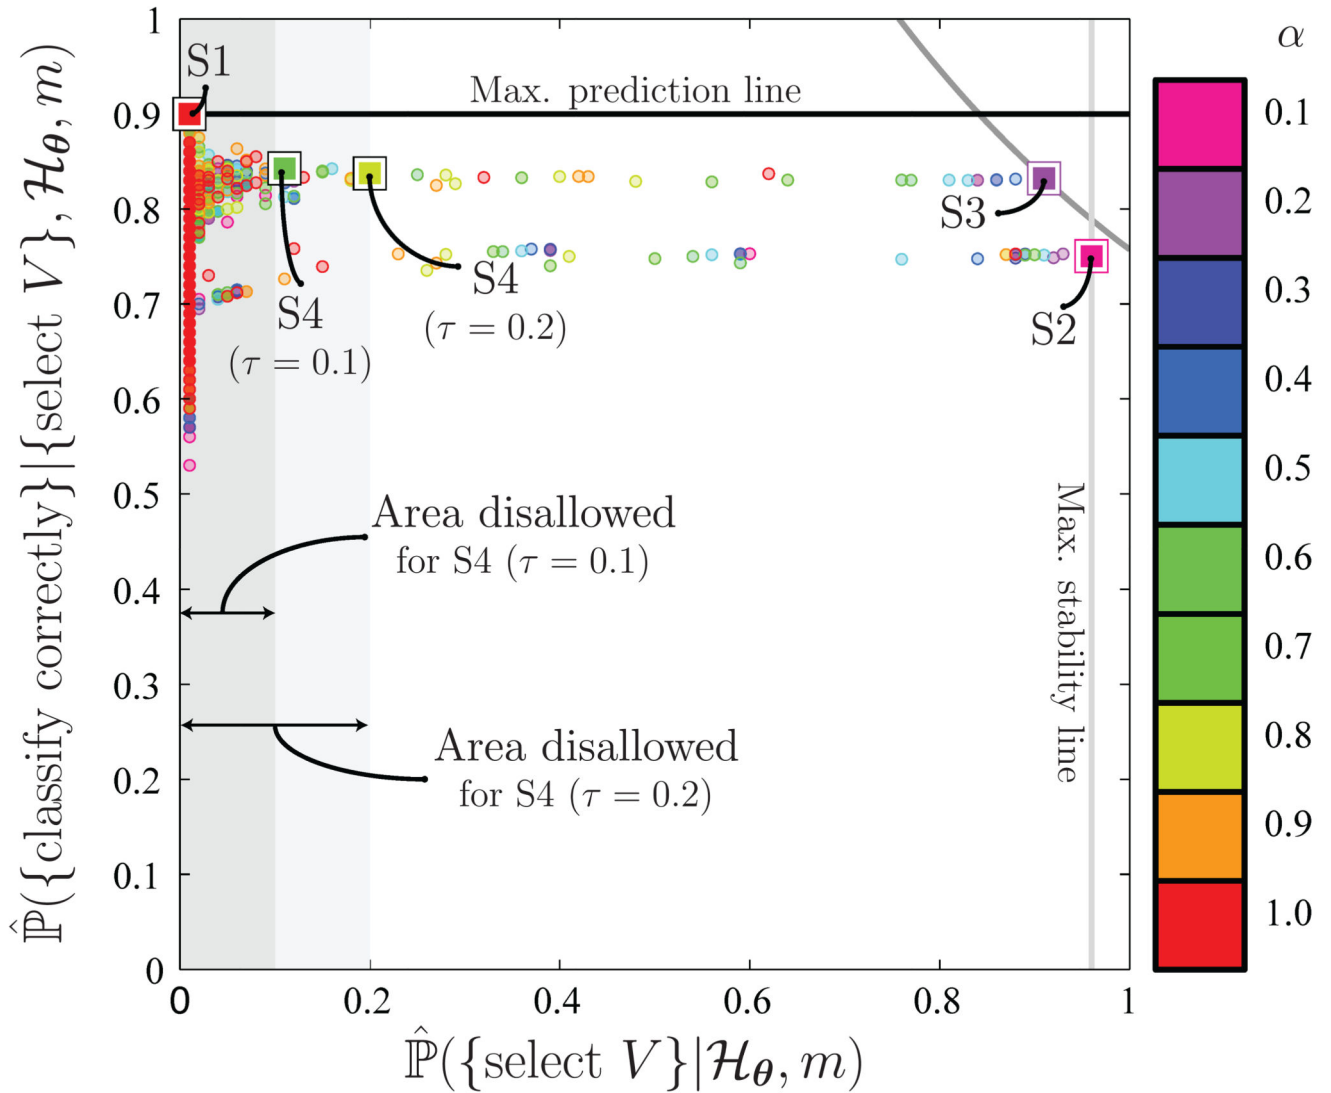 1
α
S1
Max. prediction line
0.1
0.9
0.2
0.8
S3
0.3
S4
(τ = 0.2)
S4
(τ = 0.1)
S2
0.7
0.4
0.6
0.5
0.5
Area disallowed
for S4 (τ = 0.1)
Max. stability line
0.6
0.4
0.7
0.3
Area disallowed
for S4 (τ = 0.2)
0.8
0.2
0.9
0.1
1.0
0
0 0.2 0.4 0.6 0.8 1
P̂({select V}|ℋ_θ, m)
P̂({classify correctly}|{select V}, ℋ_θ, m)